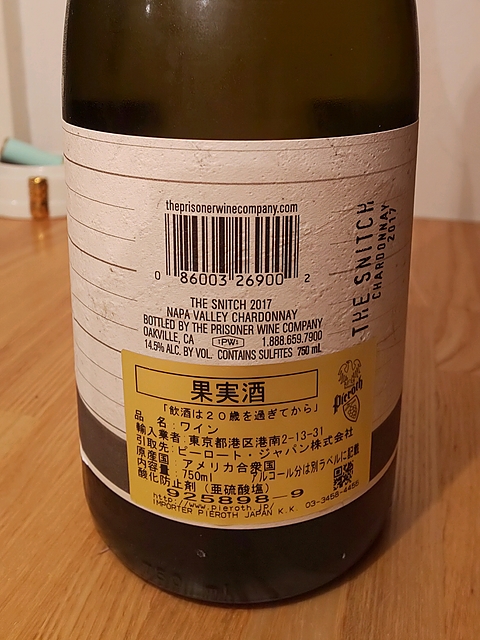 theprisonerwinecompany.com
0 86003 26900 2
THE SNITCH 2017
NAPA VALLEY CHARDONNAY
BOTTLED BY THE PRISONER WINE COMPANY
OAKVILLE, CA TPWC 1.888.659.7900
14.5% ALC. BY VOL. CONTAINS SULFITES 750 mL
THE SNITCH
CHARDONNAY
2017
果実酒
「飲酒は20歳を過ぎてから」
Pieroth
品名:ワイン
輸入業者:東京都港区港南2-13-31
引取先:ピーロート・ジャパン株式会社
原産国:アメリカ合衆国
内容量:750ml アルコール分は別ラベルに記載
酸化防止剤(亜硫酸塩)
925898-9
http://www.pieroth.jp/
IMPORTER PIEROTH JAPAN K.K. 03-3458-4455